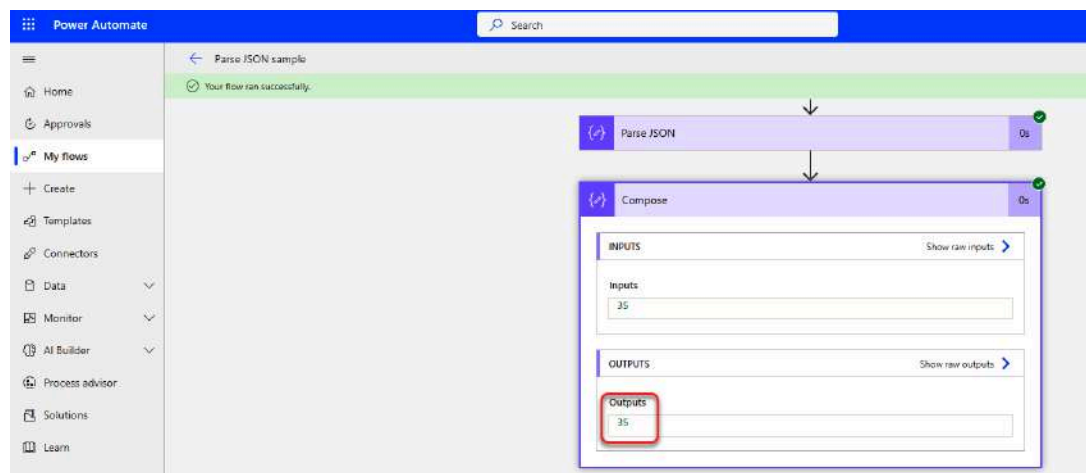 Power Automate
Search
Parse JSON sample
Your flow ran successfully.
Home
Approvals
My flows
Create
Templates
Connectors
Data
Monitor
AI Builder
Process advisor
Solutions
Learn
Parse JSON
0s
Compose
0s
INPUTS
Show raw inputs
Inputs
35
OUTPUTS
Show raw outputs
Outputs
35